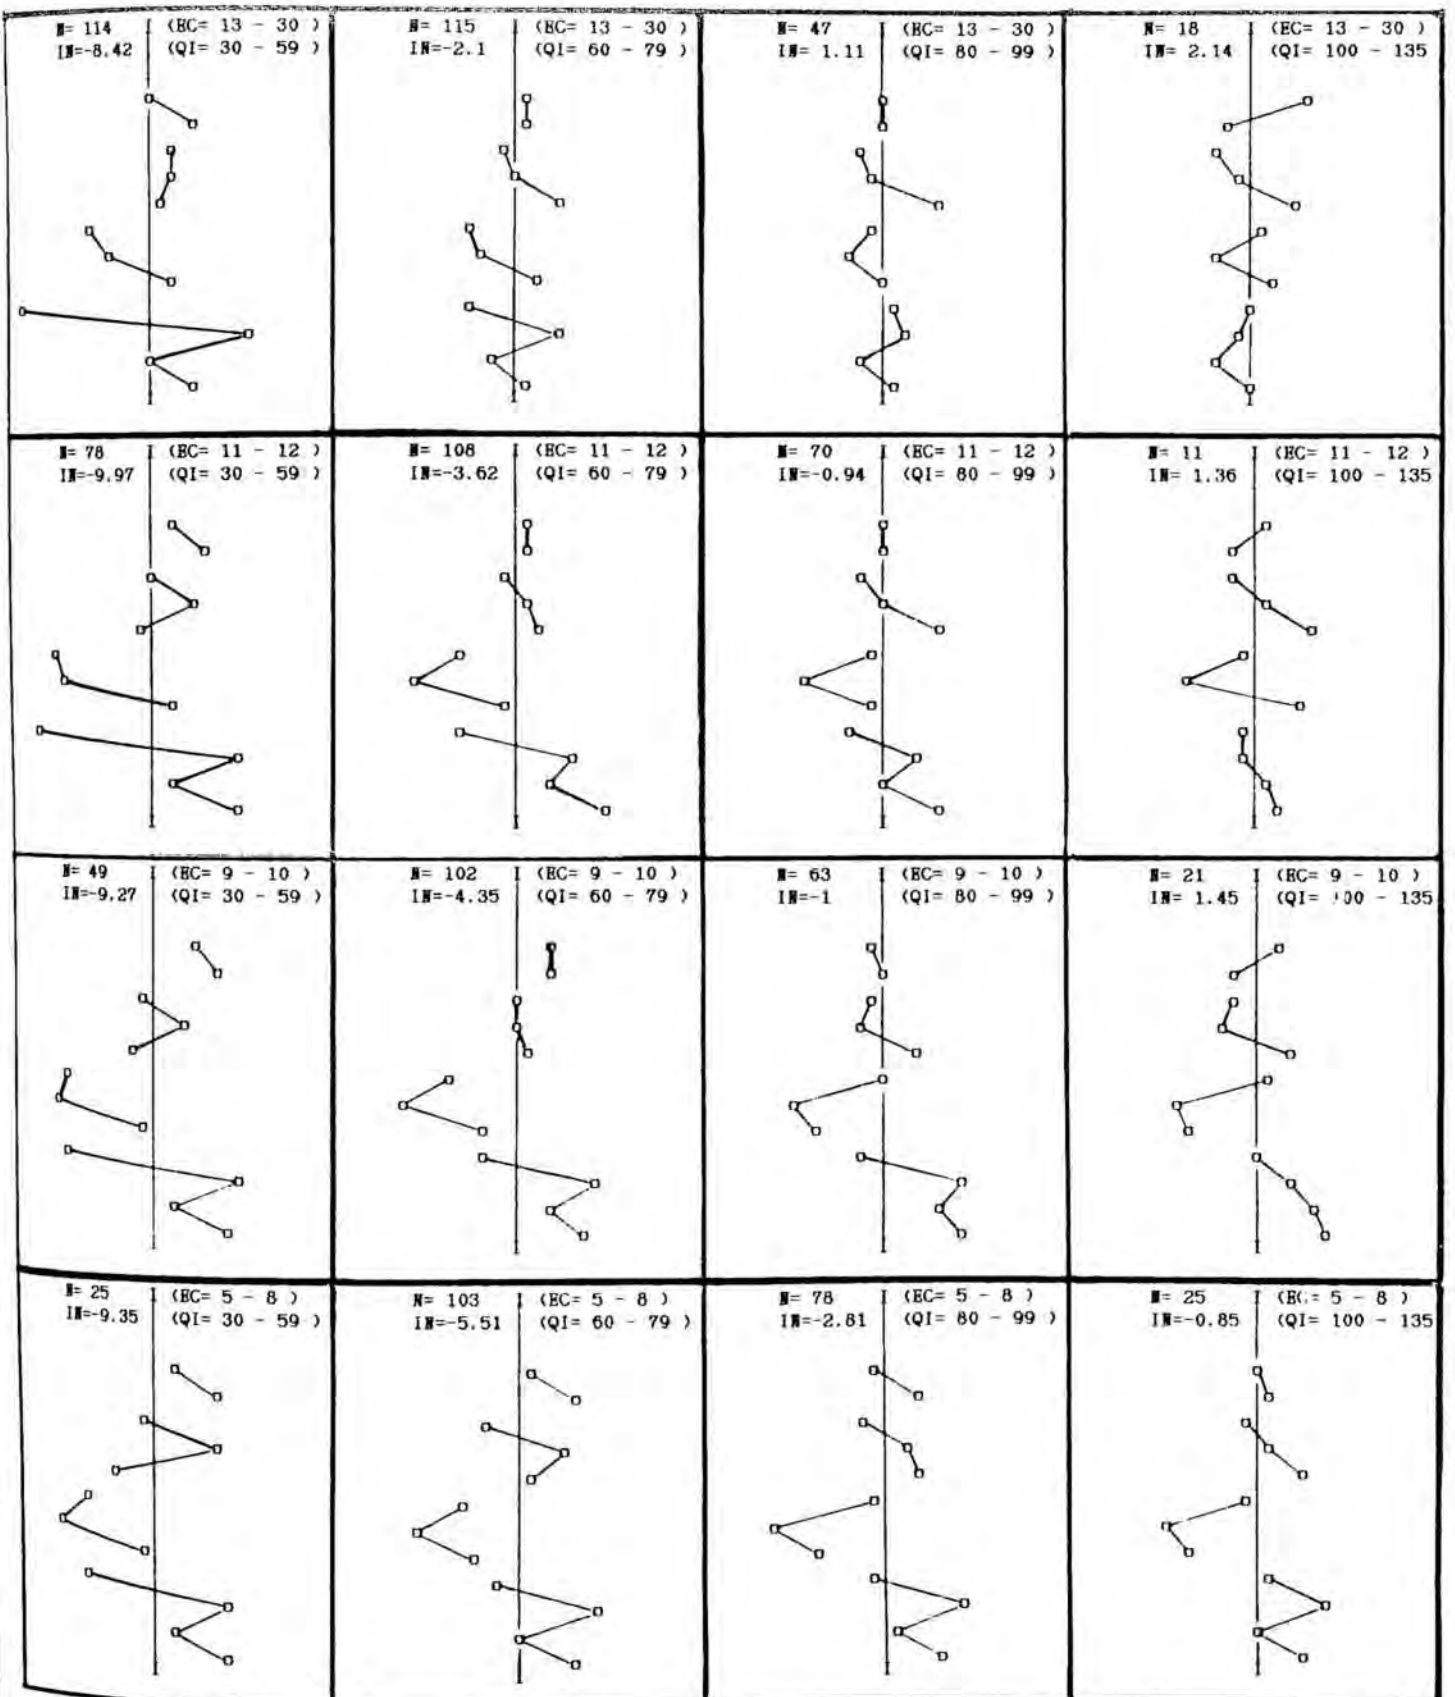 N= 114 (EC= 13 - 30 )
IN=-8.42 (QI= 30 - 59 )
N= 115 (EC= 13 - 30 )
IN=-2.1 (QI= 60 - 79 )
N= 47 (EC= 13 - 30 )
IN= 1.11 (QI= 80 - 99 )
N= 18 (EC= 13 - 30 )
IN= 2.14 (QI= 100 - 135
N= 78 (EC= 11 - 12 )
IN=-9.97 (QI= 30 - 59 )
N= 108 (EC= 11 - 12 )
IN=-3.62 (QI= 60 - 79 )
N= 70 (EC= 11 - 12 )
IN=-0.94 (QI= 80 - 99 )
N= 11 (EC= 11 - 12 )
IN= 1.36 (QI= 100 - 135
N= 49 (EC= 9 - 10 )
IN=-9.27 (QI= 30 - 59 )
N= 102 (EC= 9 - 10 )
IN=-4.35 (QI= 60 - 79 )
N= 63 (EC= 9 - 10 )
IN=-1 (QI= 80 - 99 )
N= 21 (EC= 9 - 10 )
IN= 1.45 (QI= 100 - 135
N= 25 (EC= 5 - 8 )
IN=-9.35 (QI= 30 - 59 )
N= 103 (EC= 5 - 8 )
IN=-5.51 (QI= 60 - 79 )
N= 78 (EC= 5 - 8 )
IN=-2.81 (QI= 80 - 99 )
N= 25 (EC= 5 - 8 )
IN=-0.85 (QI= 100 - 135